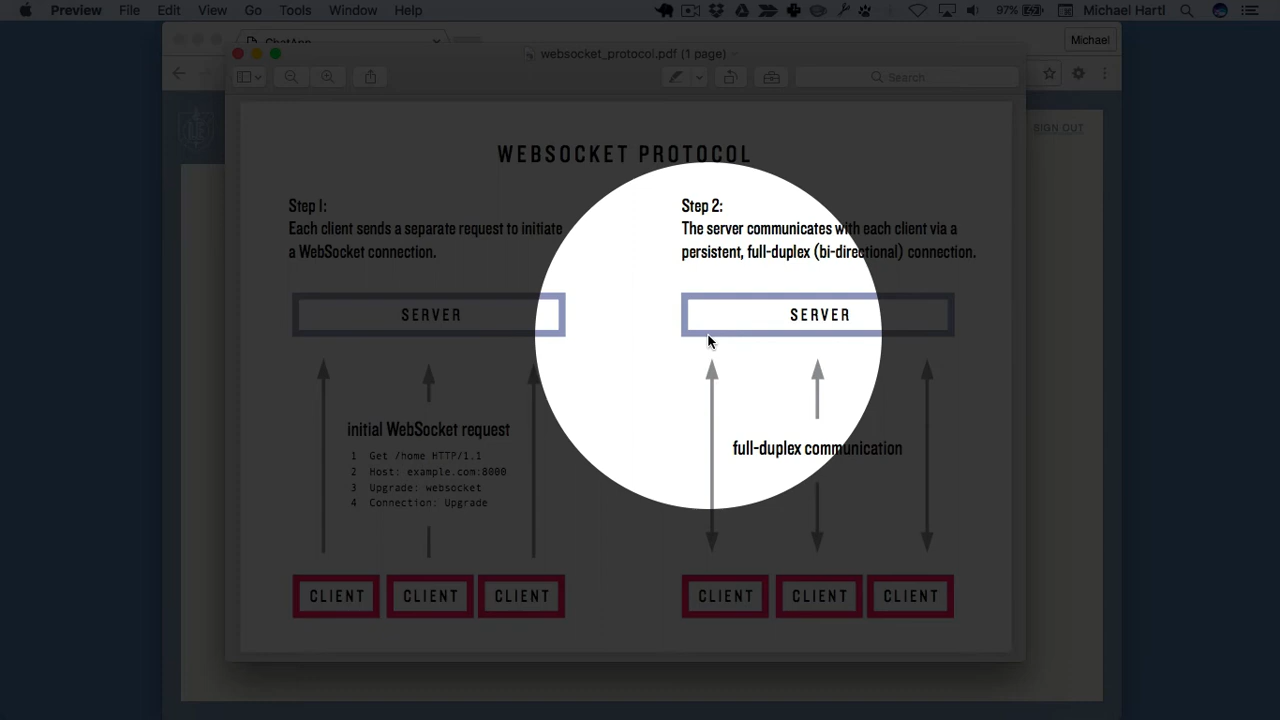 Preview File Edit View Go Tools Window Help 97% Michael Hartl
ChatApp
Michael
websocket_protocol.pdf (1 page)
Search
SIGN OUT
WEBSOCKET PROTOCOL
Step 1:
Each client sends a separate request to initiate
a WebSocket connection.
SERVER
initial WebSocket request
1 Get /home HTTP/1.1
2 Host: example.com:8000
3 Upgrade: websocket
4 Connection: Upgrade
CLIENT CLIENT CLIENT
Step 2:
The server communicates with each client via a
persistent, full-duplex (bi-directional) connection.
SERVER
full-duplex communication
CLIENT CLIENT CLIENT